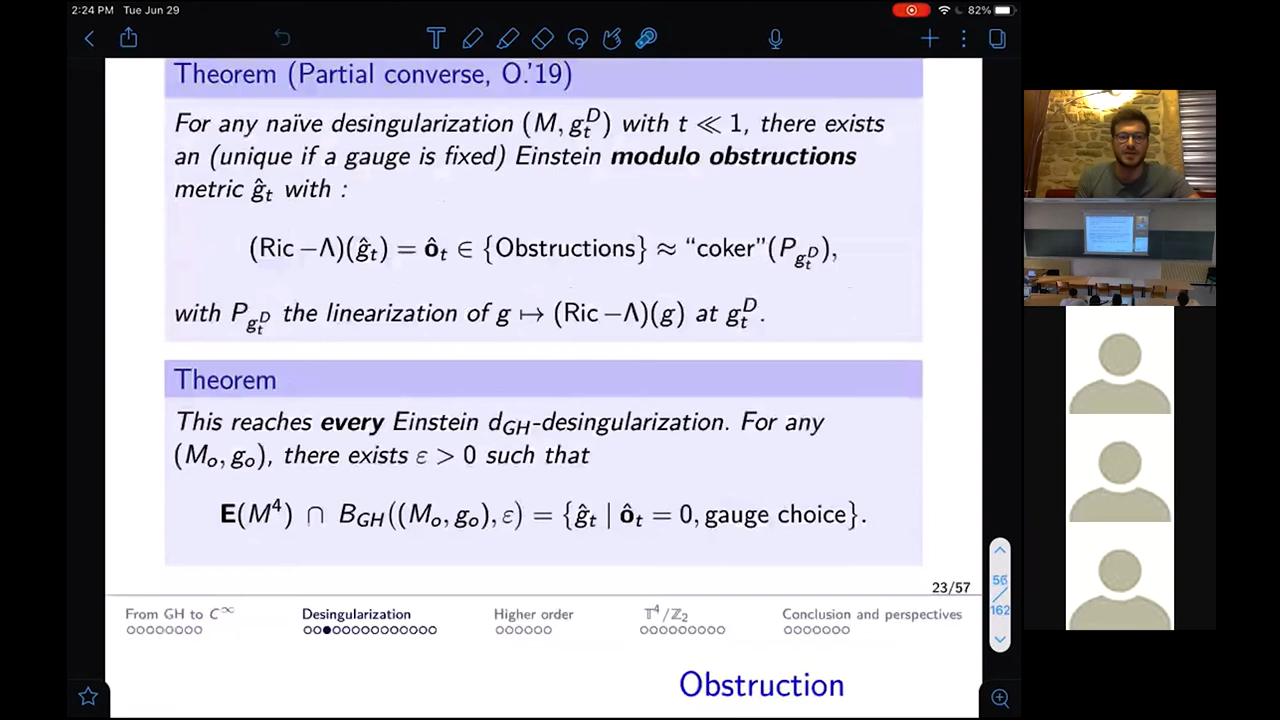 2:24 PM Tue Jun 29
82%
Theorem (Partial converse, O.'19)
For any naïve desingularization (M, g_t^D) with t ≪ 1, there exists
an (unique if a gauge is fixed) Einstein modulo obstructions
metric ĝ_t with :
(Ric −Λ)(ĝ_t) = ô_t ∈ {Obstructions} ≈ “coker”(P_{g_t^D}),
with P_{g_t^D} the linearization of g ↦ (Ric −Λ)(g) at g_t^D.
Theorem
This reaches every Einstein d_{GH}-desingularization. For any
(M_o, g_o), there exists ε > 0 such that
E(M^4) ∩ B_{GH}((M_o, g_o), ε) = {ĝ_t | ô_t = 0, gauge choice}.
23/57
From GH to C^∞ Desingularization Higher order 𝕋^4/ℤ_2 Conclusion and perspectives
56
162
Obstruction